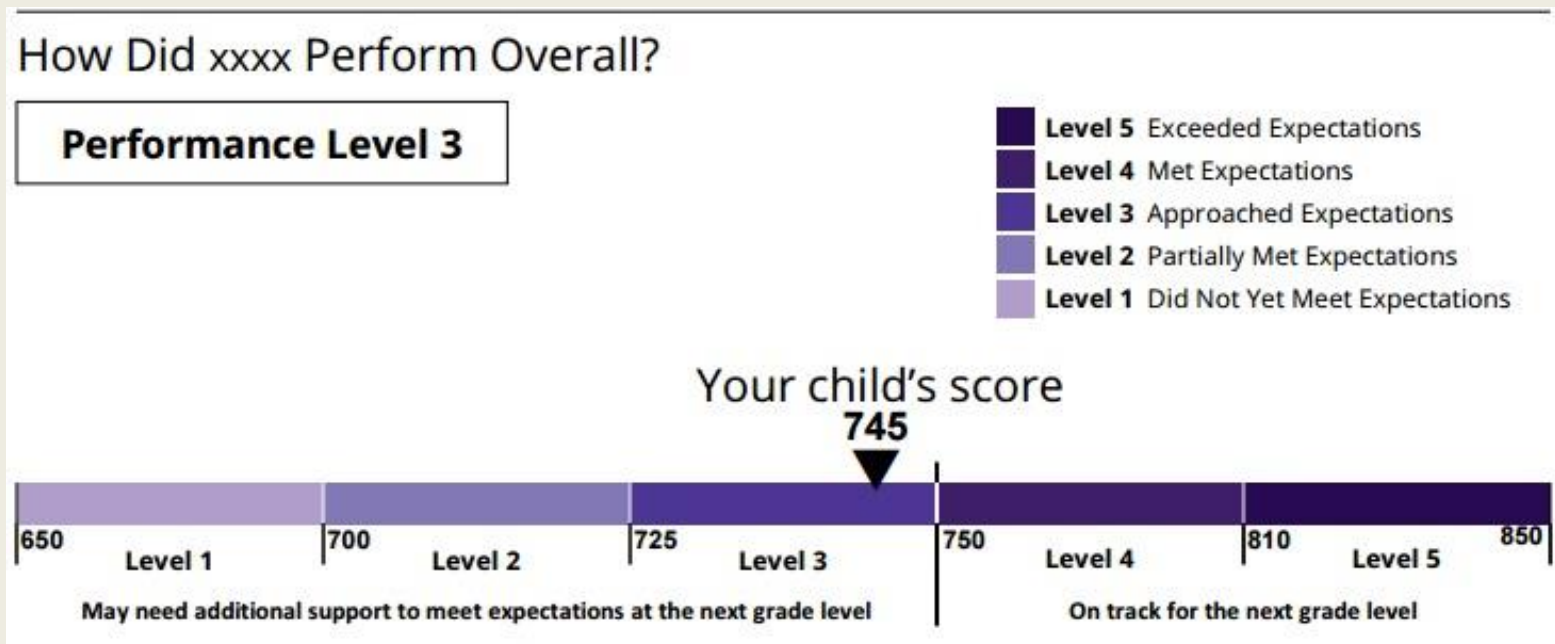 How Did xxxx Perform Overall?
Performance Level 3
Level 5 Exceeded Expectations
Level 4 Met Expectations
Level 3 Approached Expectations
Level 2 Partially Met Expectations
Level 1 Did Not Yet Meet Expectations
Your child's score
745
650 700 725 750 810 850
Level 1 Level 2 Level 3 Level 4 Level 5
May need additional support to meet expectations at the next grade level On track for the next grade level